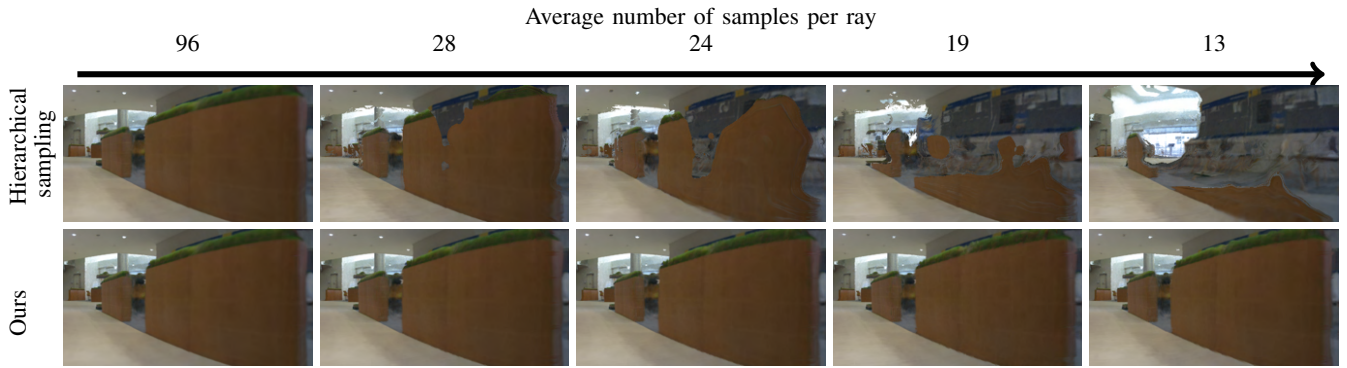 Average number of samples per ray
96 28 24 19 13
Hierarchical
sampling
Ours